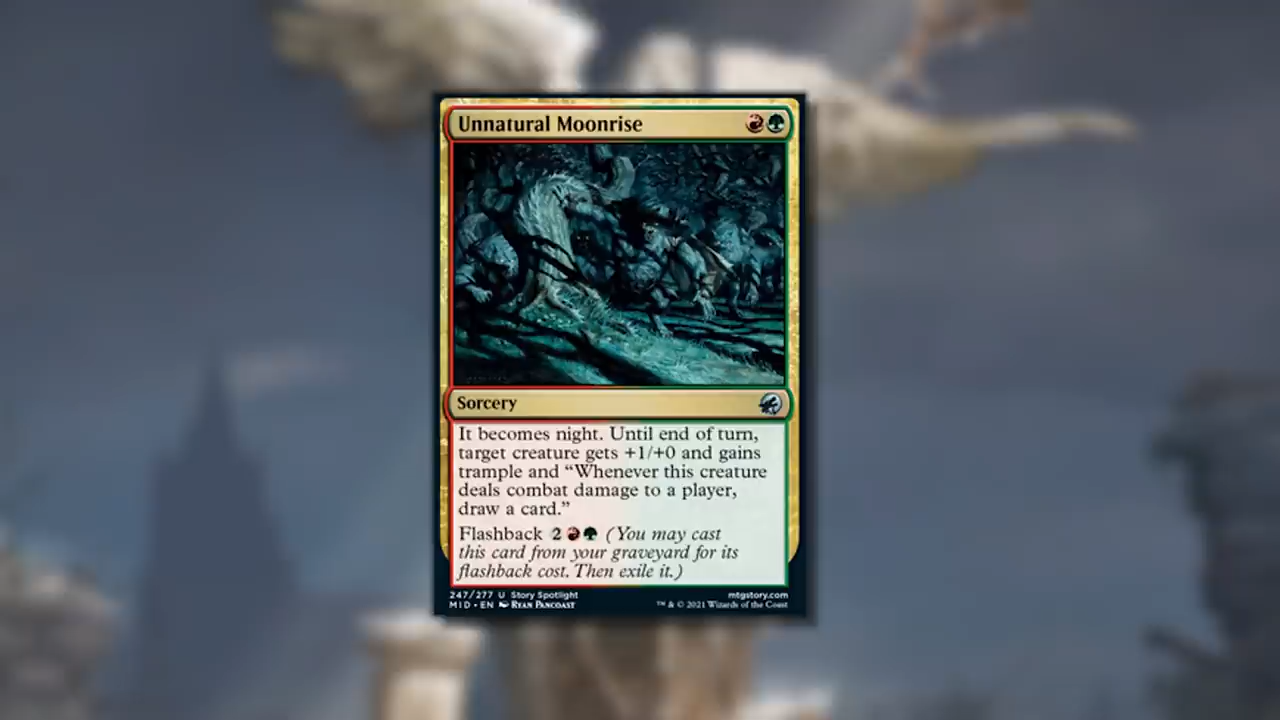 Unnatural Moonrise
Sorcery
It becomes night. Until end of turn,
target creature gets +1/+0 and gains
trample and “Whenever this creature
deals combat damage to a player,
draw a card.”
Flashback 2 (You may cast
this card from your graveyard for its
flashback cost. Then exile it.)
247/277 U Story Spotlight mtgstory.com
MID • EN Ryan Pancoast ™ & © 2021 Wizards of the Coast